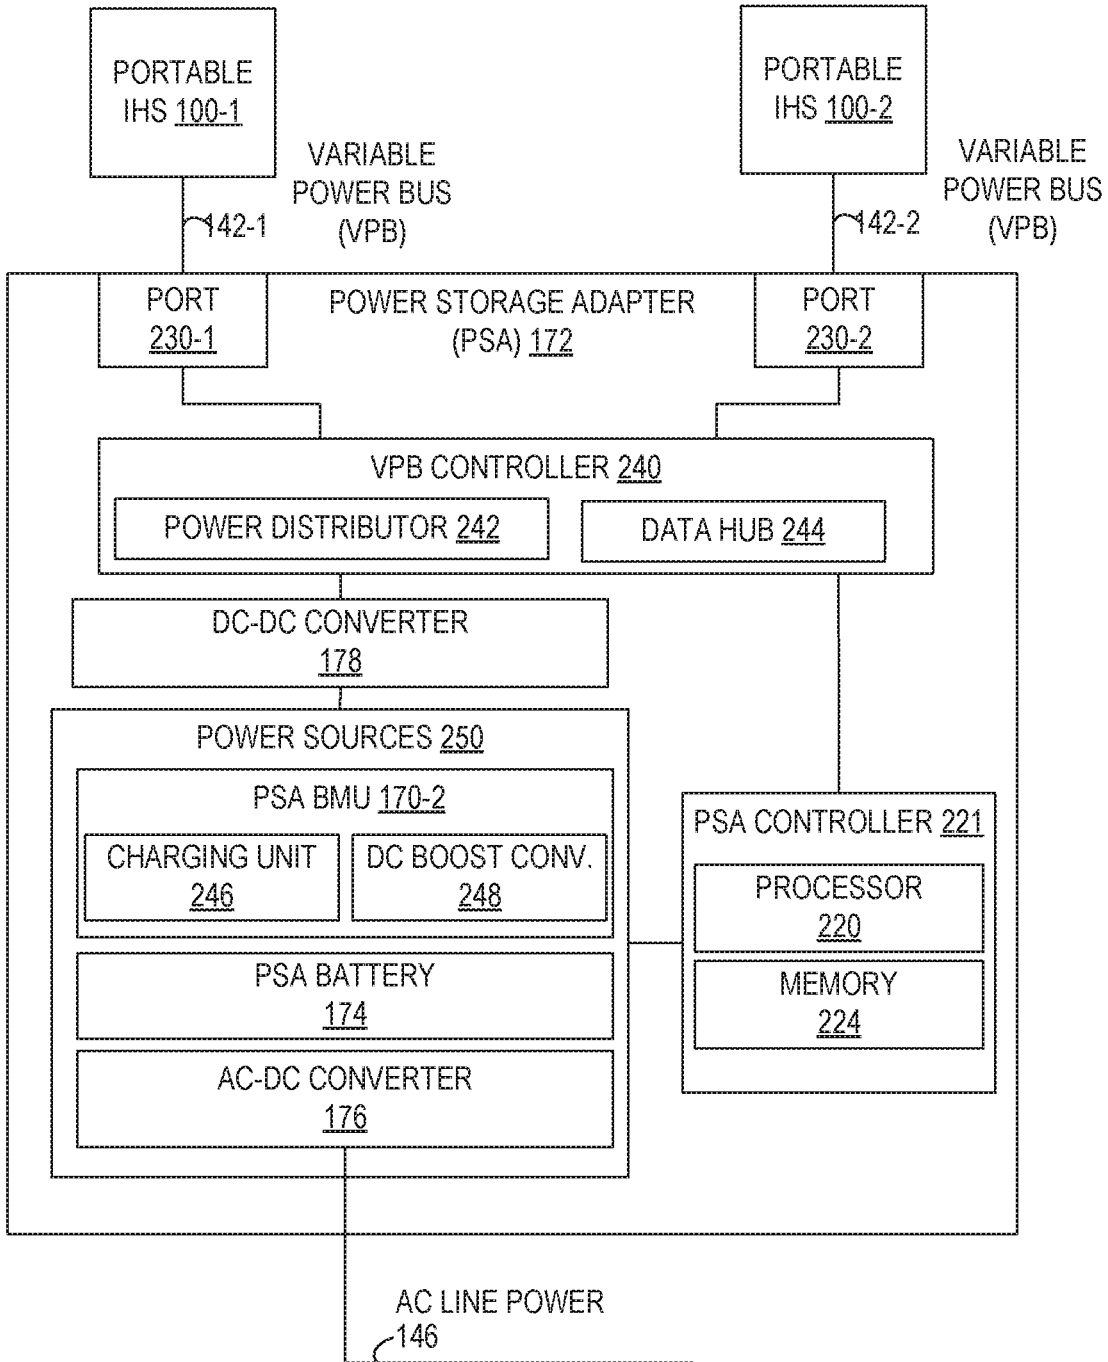 PORTABLE
IHS 100-1
PORTABLE
IHS 100-2
VARIABLE
POWER BUS
(VPB)
142-1
VARIABLE
POWER BUS
(VPB)
142-2
PORT
230-1
POWER STORAGE ADAPTER
(PSA) 172
PORT
230-2
VPB CONTROLLER 240
POWER DISTRIBUTOR 242
DATA HUB 244
DC-DC CONVERTER
178
POWER SOURCES 250
PSA BMU 170-2
CHARGING UNIT
246
DC BOOST CONV.
248
PSA BATTERY
174
AC-DC CONVERTER
176
PSA CONTROLLER 221
PROCESSOR
220
MEMORY
224
AC LINE POWER
146